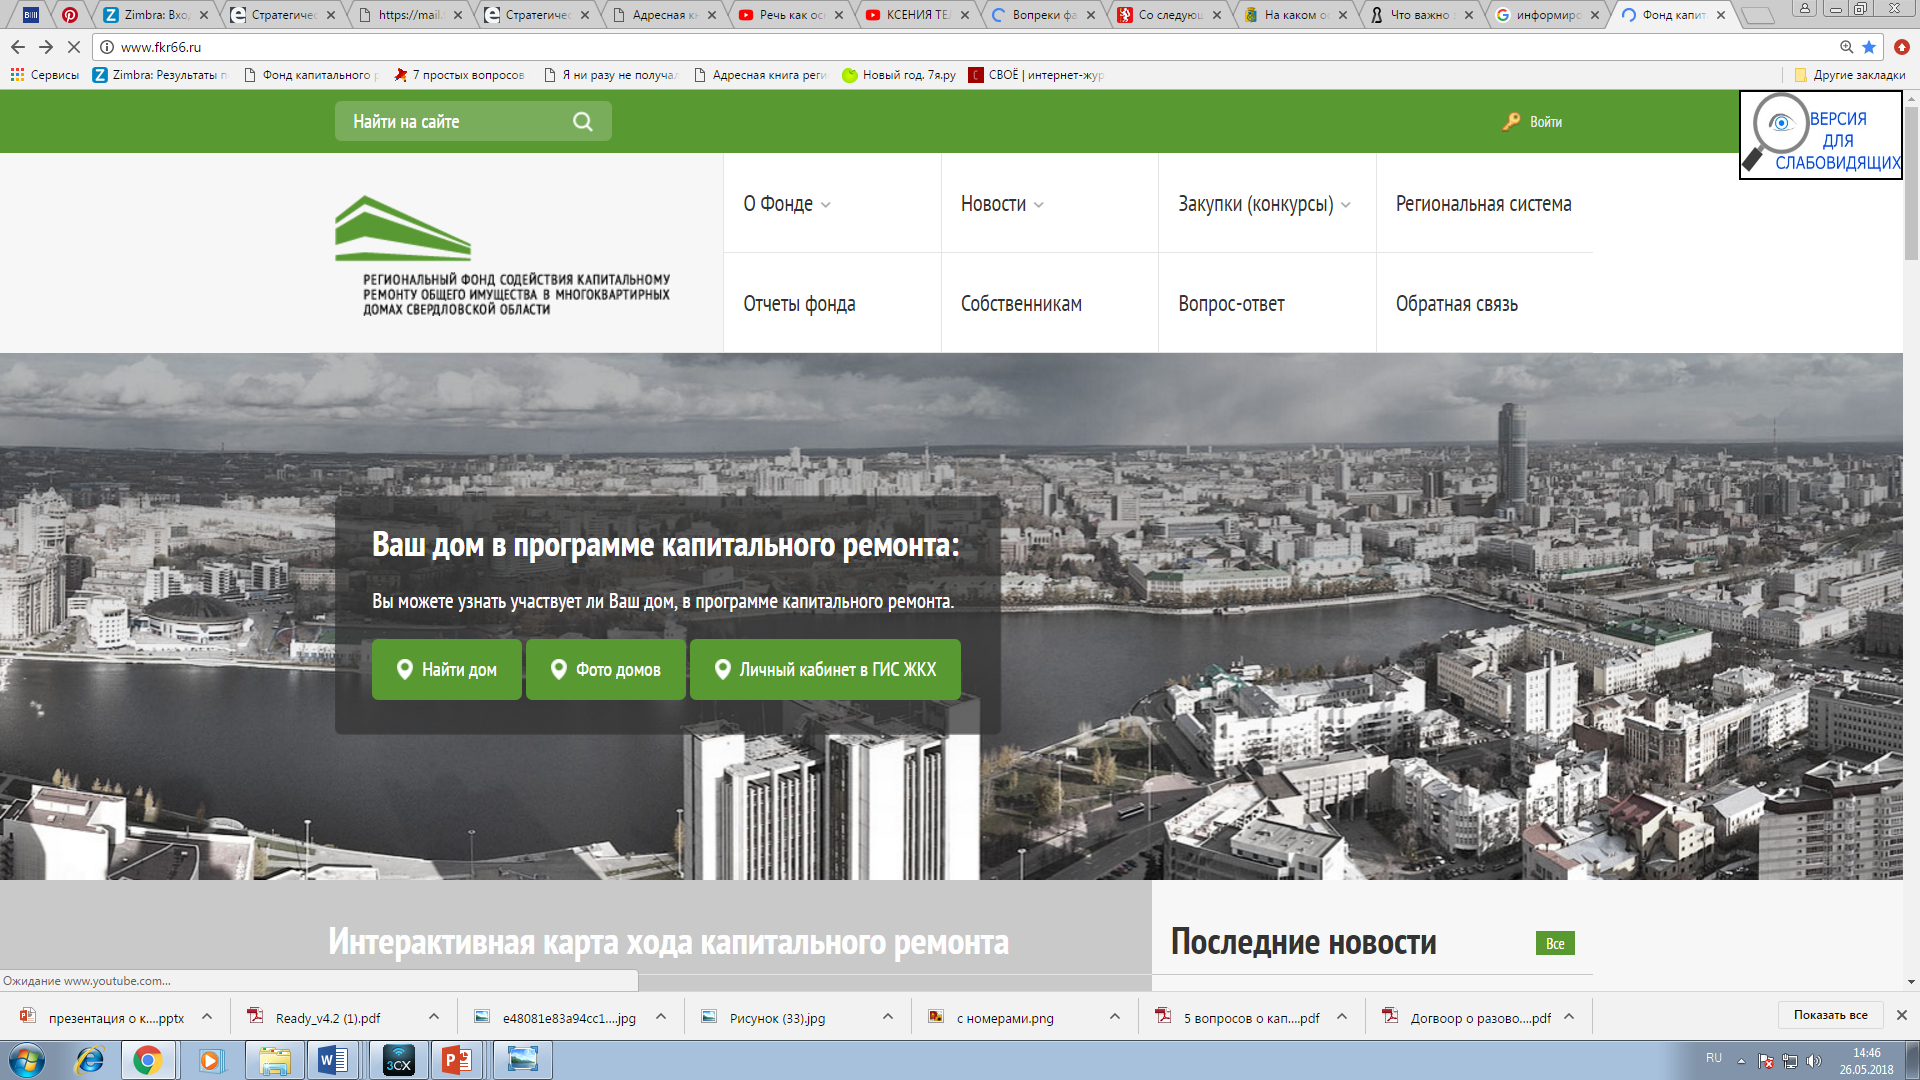 Bill
Zimbra: Вхо
Стратегичес
https://mail.
Стратегичес
Адресная кн
Речь как ос
КСЕНИЯ ТЕЛ
Вопреки фа
Со следующ
На каком о
Что важно з
информиро
Фонд капит
www.fkr66.ru
Сервисы
Zimbra: Результаты п
Фонд капитального р
7 простых вопросов
Я ни разу не получал
Адресная книга реги
Новый год. 7я.ру
СВОЁ | интернет-жур
Другие закладки
Найти на сайте
Войти
ВЕРСИЯ
ДЛЯ
СЛАБОВИДЯЩИХ
О Фонде
Новости
Закупки (конкурсы)
Региональная система
РЕГИОНАЛЬНЫЙ ФОНД СОДЕЙСТВИЯ КАПИТАЛЬНОМУ
РЕМОНТУ ОБЩЕГО ИМУЩЕСТВА В МНОГОКВАРТИРНЫХ
ДОМАХ СВЕРДЛОВСКОЙ ОБЛАСТИ
Отчеты фонда
Собственникам
Вопрос-ответ
Обратная связь
Ваш дом в программе капитального ремонта:
Вы можете узнать участвует ли Ваш дом, в программе капитального ремонта.
Найти дом
Фото домов
Личный кабинет в ГИС ЖКХ
Интерактивная карта хода капитального ремонта
Последние новости
Все
Ожидание www.youtube.com...
презентация о к....pptx
Ready_v4.2 (1).pdf
e48081e83a94cc1....jpg
Рисунок (33).jpg
с номерами.png
5 вопросов о кап....pdf
Догвоор о разово....pdf
Показать все
3CX
RU
14:46
26.05.2018